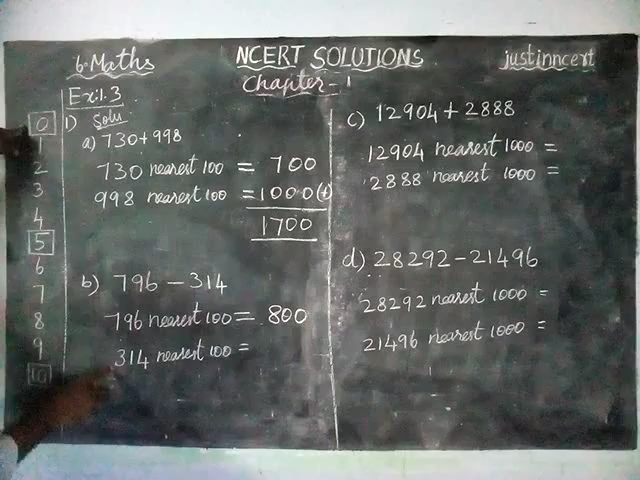 6. Maths NCERT SOLUTIONS justinncert
Chapter - 1
Ex:1.3
1) Solu
a) 730+998
730 nearest 100 = 700
998 nearest 100 = 1000(+)
1700
b) 796 - 314
796 nearest 100 = 800
314 nearest 100 =
c) 12904 + 2888
12904 nearest 1000 =
2888 nearest 1000 =
d) 28292 - 21496
28292 nearest 1000 =
21496 nearest 1000 =
0
1
2
3
4
5
6
7
8
9
10